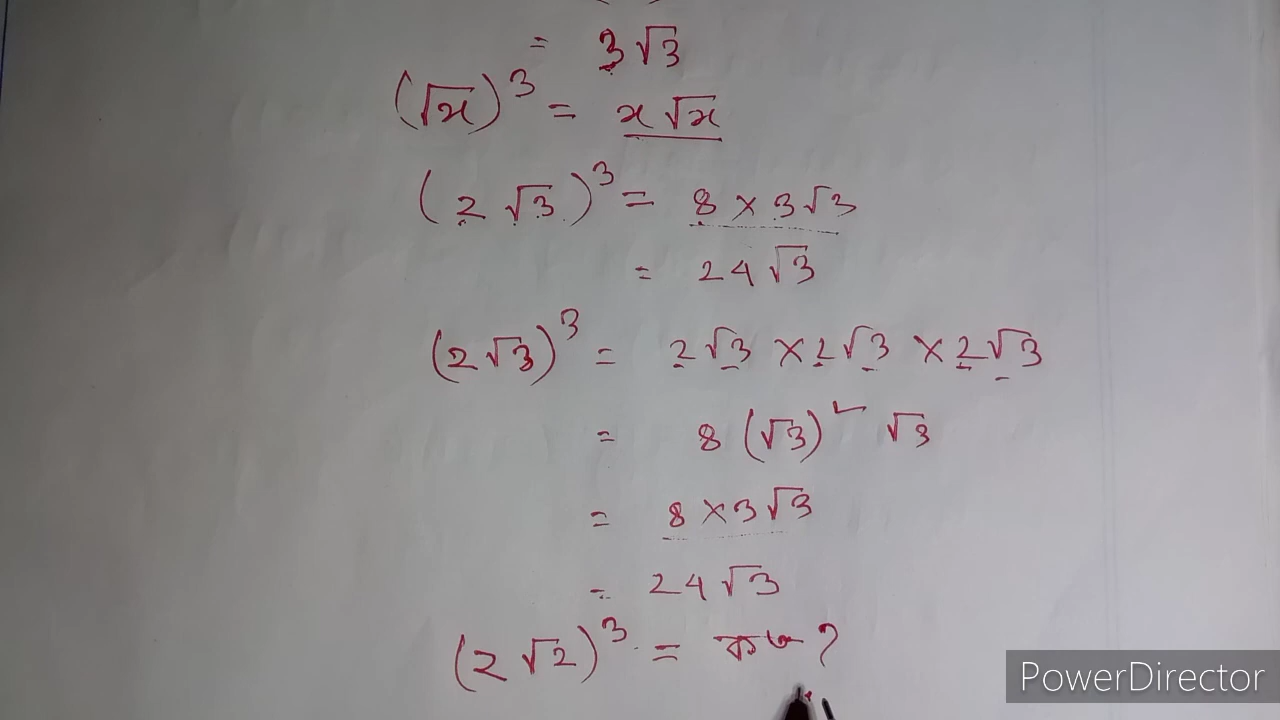 = 3√3
(√x)³ = x√x
(2√3)³ = 8 × 3√3
= 24√3
(2√3)³ = 2√3 × 2√3 × 2√3
= 8(√3)² √3
= 8 × 3√3
= 24√3
(2√2)³ = কত ?
PowerDirector